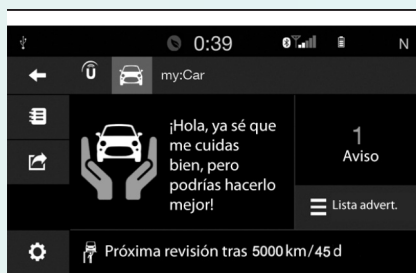 0:39 N
my:Car
¡Hola, ya sé que
me cuidas
bien, pero
podrías hacerlo
mejor!
1
Aviso
Lista advert.
Próxima revisión tras 5000 km/45 d